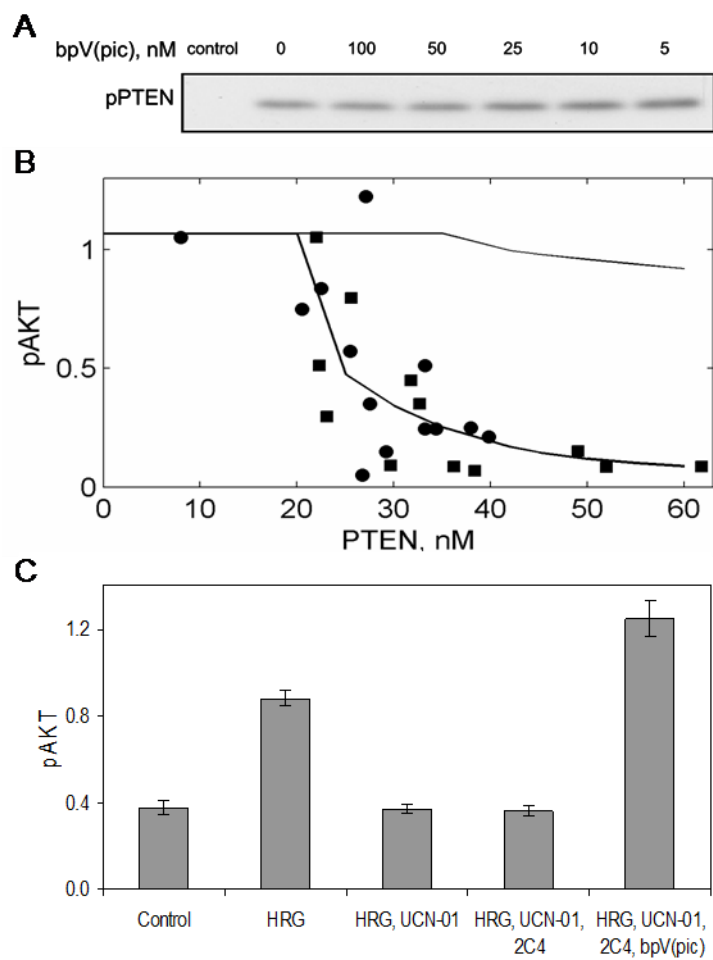 A
bpV(pic), nM control 0 100 50 25 10 5
pPTEN
B
1
0.5
0
pAKT
0 10 20 30 40 50 60
PTEN, nM
C
1.2
0.8
0.4
0.0
pAKT
Control HRG HRG, UCN-01 HRG, UCN-01, HRG, UCN-01,
2C4 2C4, bpV(pic)